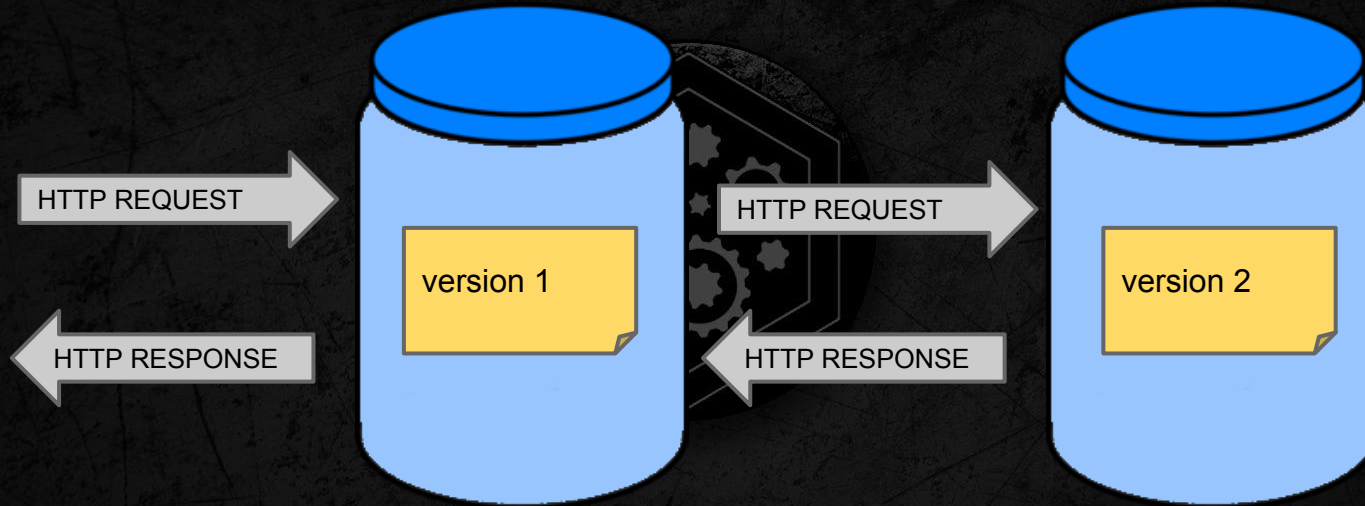 HTTP REQUEST
HTTP REQUEST
version 1
version 2
HTTP RESPONSE
HTTP RESPONSE